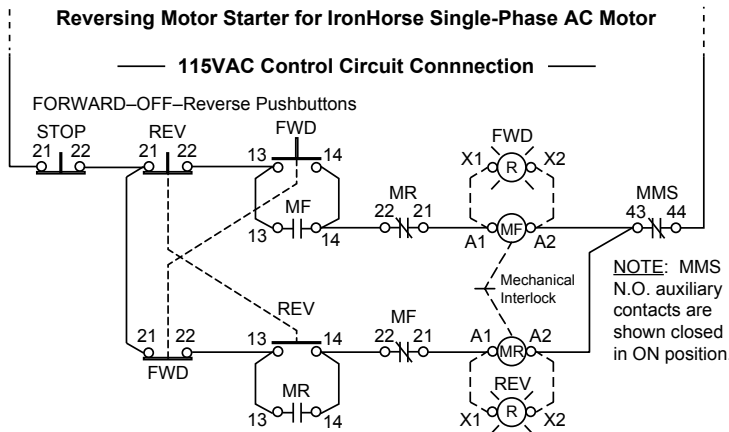 Reversing Motor Starter for IronHorse Single-Phase AC Motor
115VAC Control Circuit Connnection
FORWARD–OFF–Reverse Pushbuttons
STOP REV FWD FWD
21 22 21 22 13 14 X1 R X2
MF MR MMS
13 14 22 21 A1 MF A2 43 44
Mechanical
Interlock
NOTE: MMS
N.O. auxiliary
contacts are
shown closed
in ON position.
REV MF
21 22 13 14 22 21 A1 MR A2
FWD
MR REV
13 14 X1 R X2